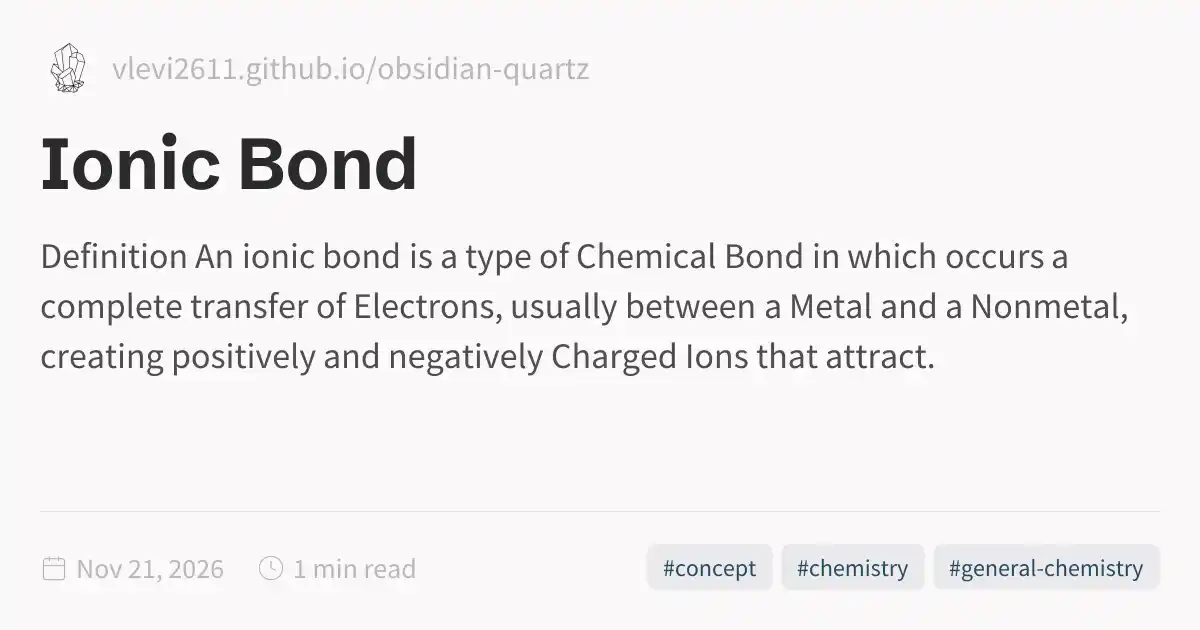 vlevi2611.github.io/obsidian-quartz
Ionic Bond
Definition An ionic bond is a type of Chemical Bond in which occurs a
complete transfer of Electrons, usually between a Metal and a Nonmetal,
creating positively and negatively Charged Ions that attract.
Nov 21, 2026 1 min read #concept #chemistry #general-chemistry